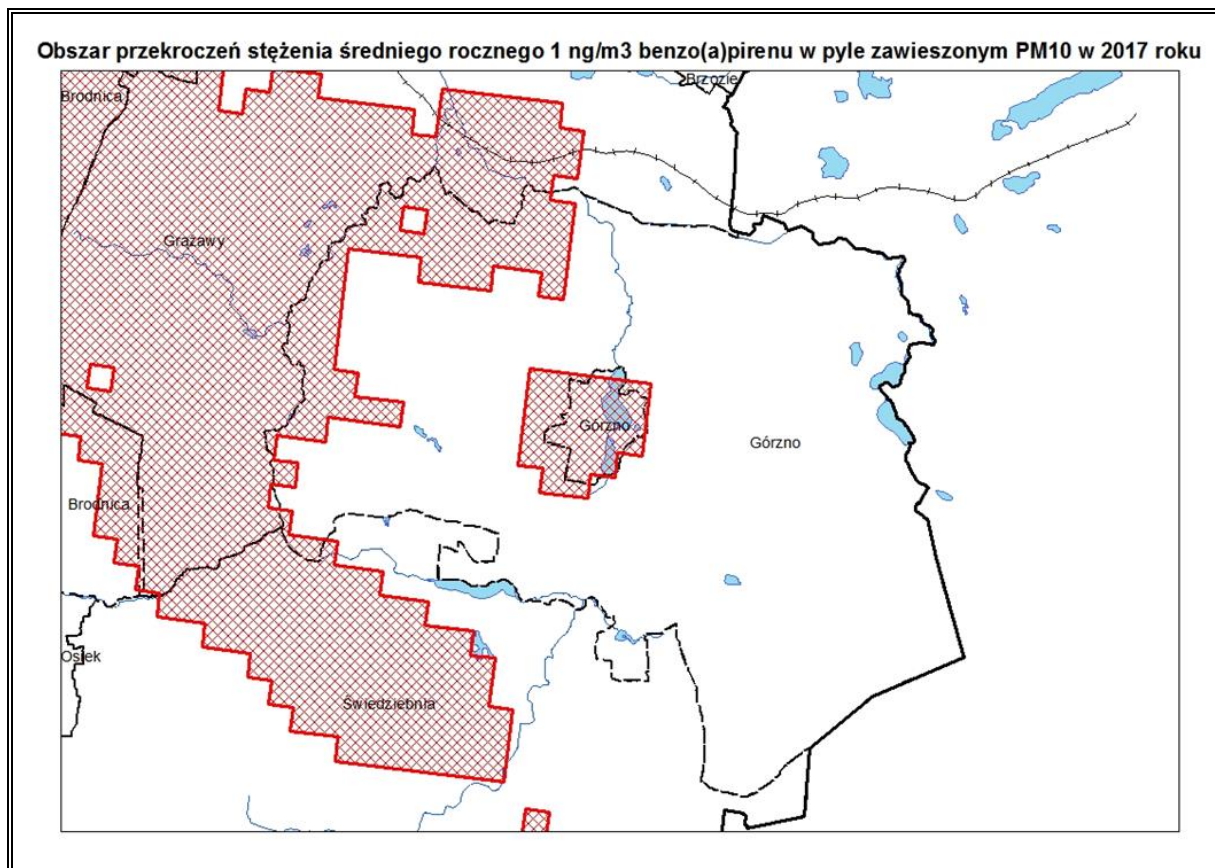 Obszar przekroczeń stężenia średniego rocznego 1 ng/m3 benzo(a)pirenu w pyle zawieszonym PM10 w 2017 roku
Brzozie
Brodnica
Grążawy
Górzno
Górzno
Brodnica
Osiek
Świedziebnia